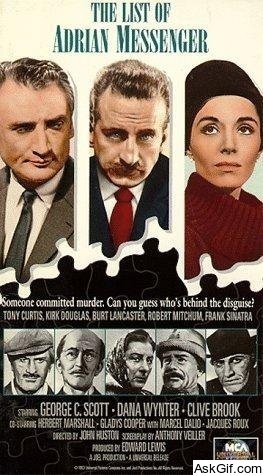 THE LIST OF
ADRIAN MESSENGER
Someone committed murder. Can you guess who's behind the disguise?
TONY CURTIS, KIRK DOUGLAS, BURT LANCASTER, ROBERT MITCHUM, FRANK SINATRA
STARRING GEORGE C. SCOTT · DANA WYNTER · CLIVE BROOK
CO-STARRING HERBERT MARSHALL · GLADYS COOPER WITH MARCEL DALIO · JACQUES ROUX
DIRECTED BY JOHN HUSTON SCREENPLAY BY ANTHONY VEILLER
PRODUCED BY EDWARD LEWIS
A JOEL PRODUCTION · A UNIVERSAL RELEASE
MCA
AskGif.com